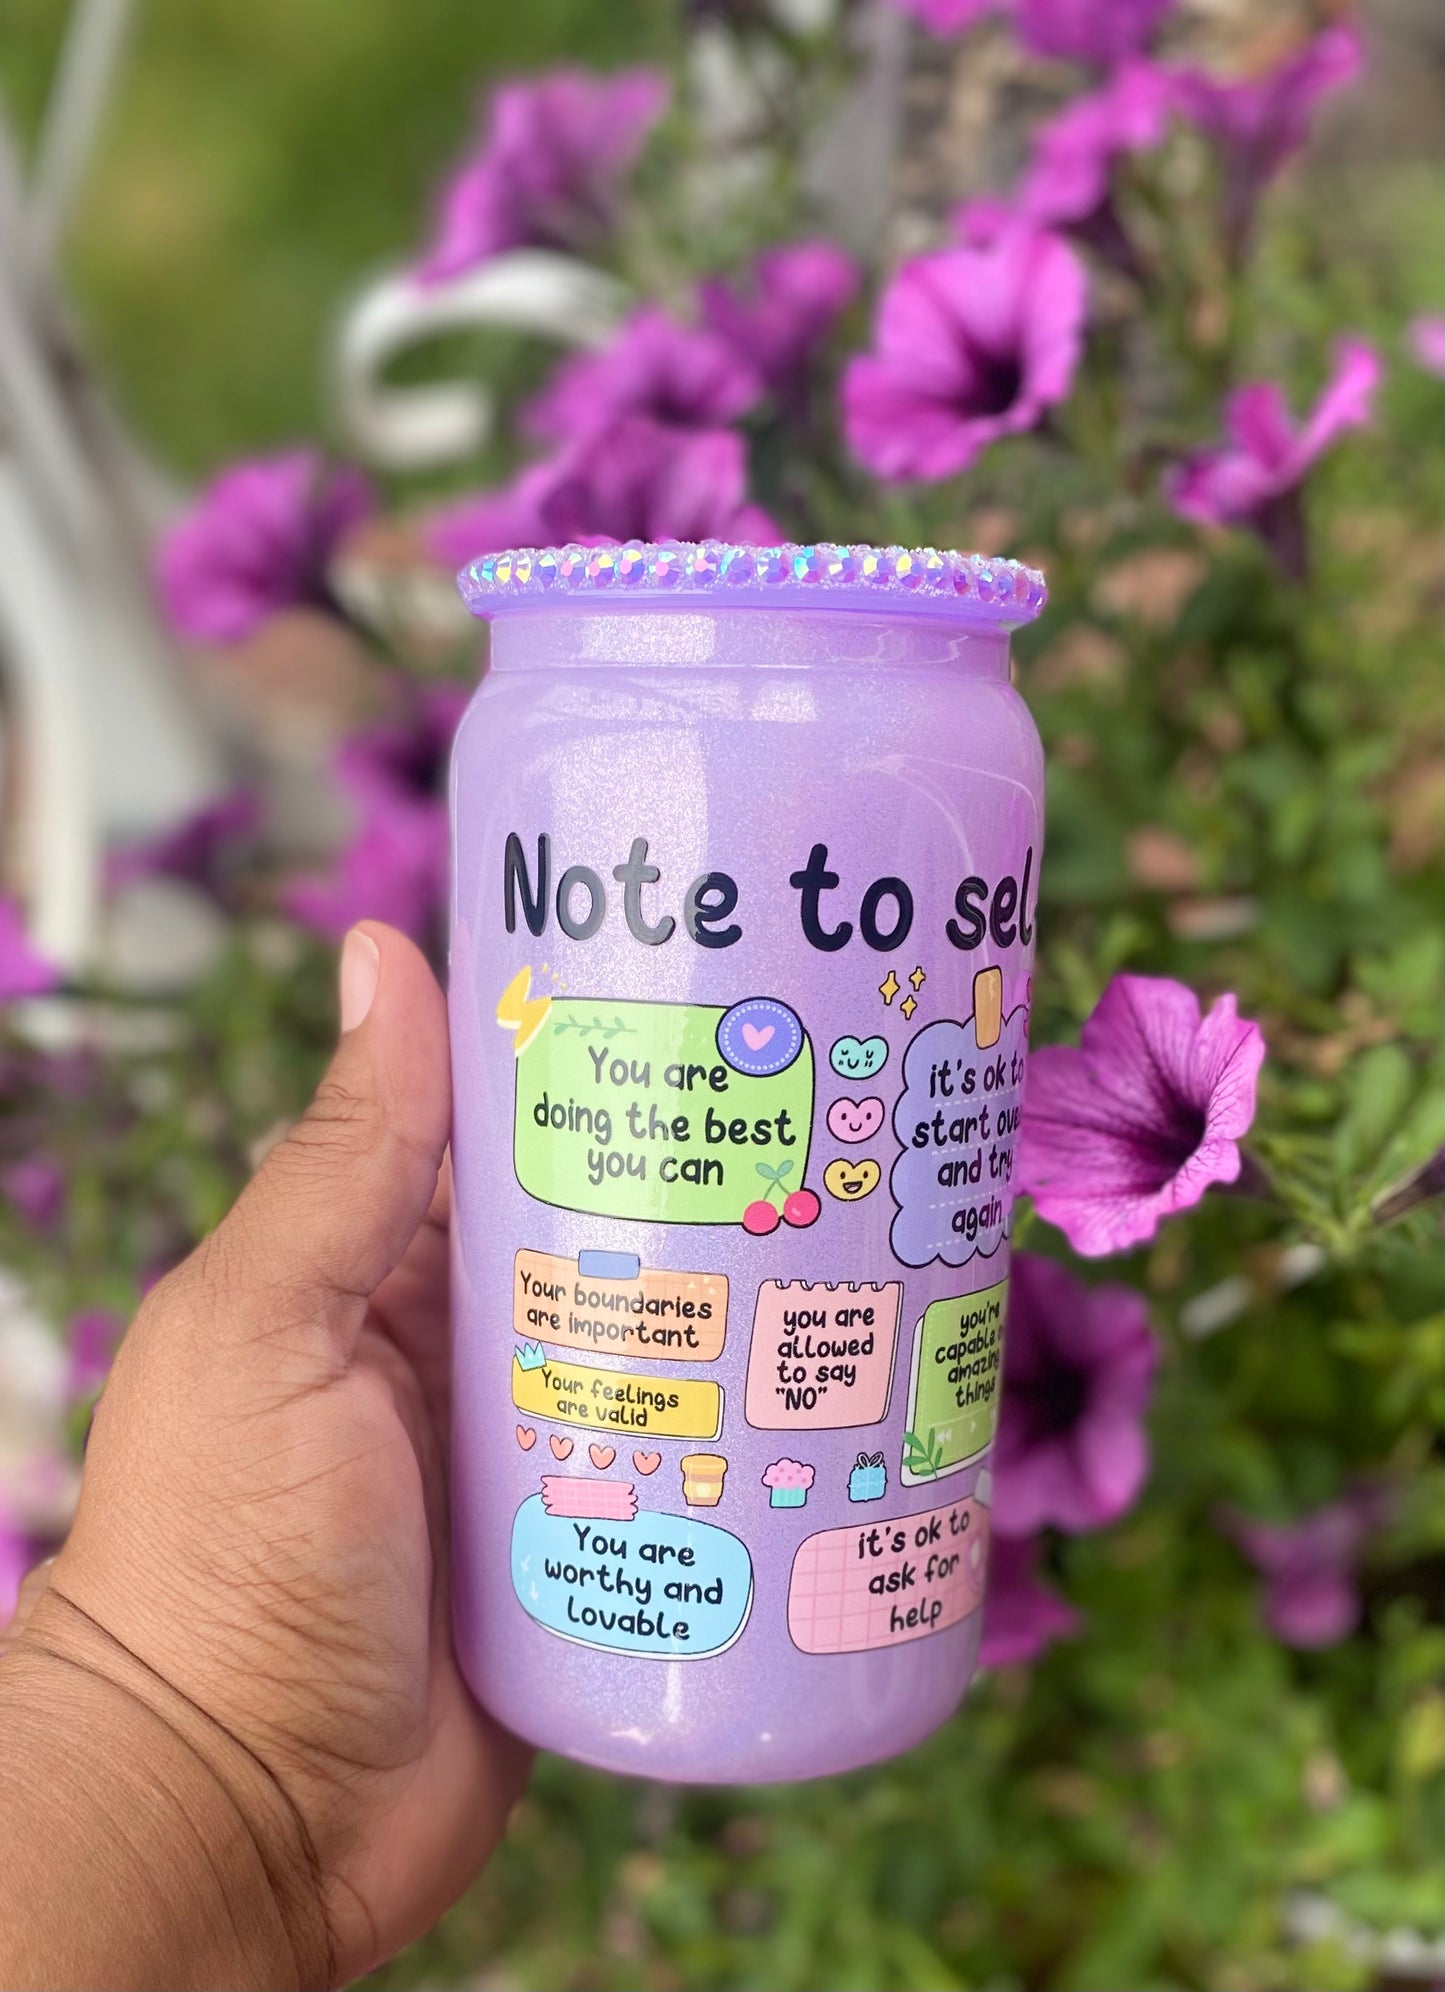 Note to sel
You are
doing the best
you can
it's ok to
start ove
and try
again
Your boundaries
are important
Your feelings
are valid
you are
allowed
to say
"NO"
you're
capable o
amazing
things
You are
worthy and
lovable
it's ok to
ask for
help